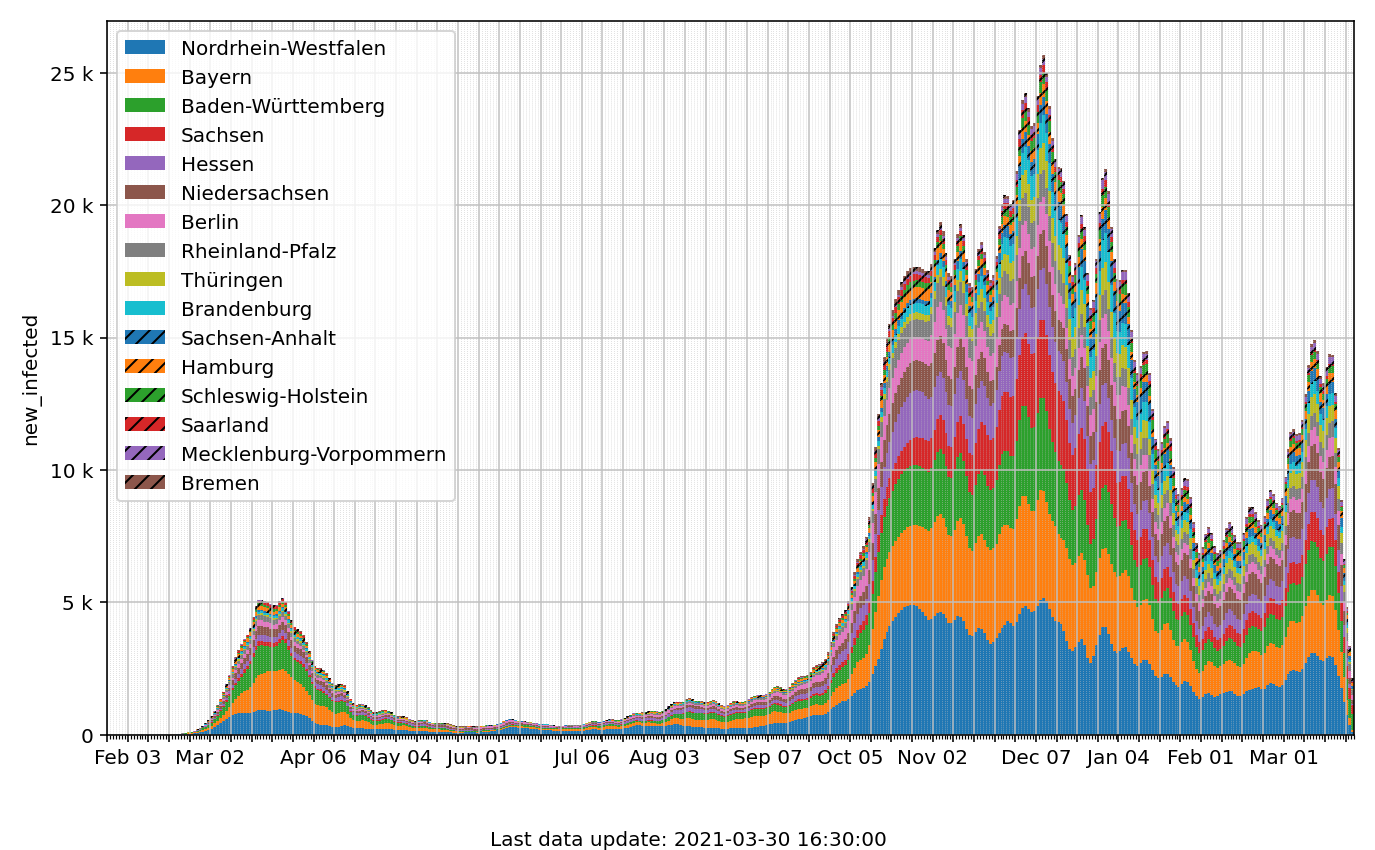 Nordrhein-Westfalen
Bayern
Baden-Württemberg
Sachsen
Hessen
Niedersachsen
Berlin
Rheinland-Pfalz
Thüringen
Brandenburg
Sachsen-Anhalt
Hamburg
Schleswig-Holstein
Saarland
Mecklenburg-Vorpommern
Bremen
25 k
20 k
15 k
10 k
5 k
0
new_infected
Feb 03 Mar 02 Apr 06 May 04 Jun 01 Jul 06 Aug 03 Sep 07 Oct 05 Nov 02 Dec 07 Jan 04 Feb 01 Mar 01
Last data update: 2021-03-30 16:30:00